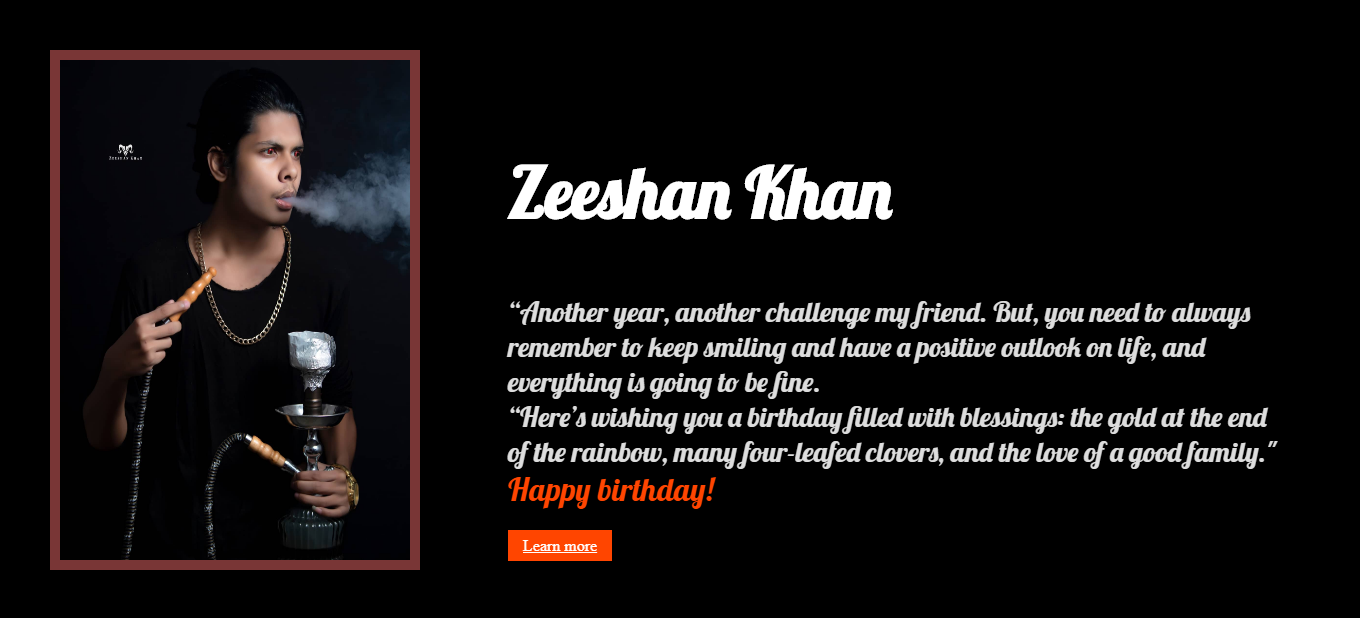 ZEESHAN KHAN
Zeeshan Khan
“Another year, another challenge my friend. But, you need to always
remember to keep smiling and have a positive outlook on life, and
everything is going to be fine.
“Here’s wishing you a birthday filled with blessings: the gold at the end
of the rainbow, many four-leafed clovers, and the love of a good family."
Happy birthday!
Learn more